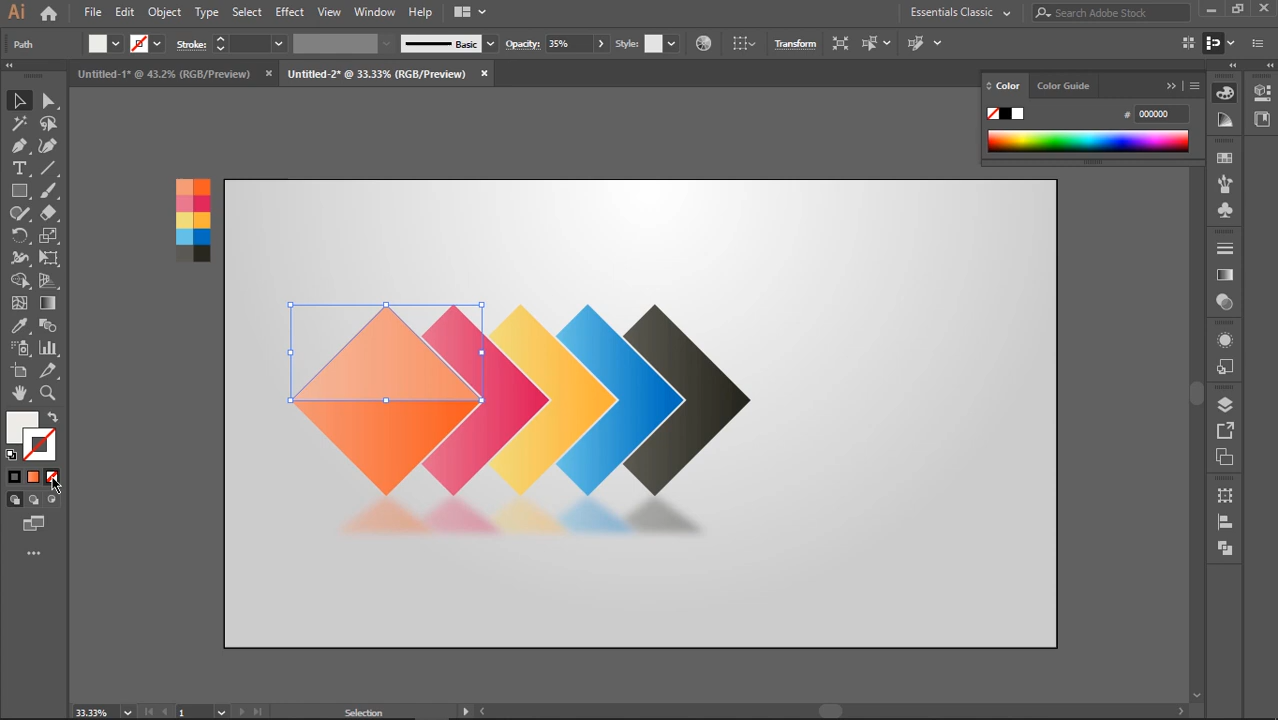 Ai File Edit Object Type Select Effect View Window Help Essentials Classic Search Adobe Stock
Path Stroke: Basic Opacity: 35% Style: Transform
Untitled-1* @ 43.2% (RGB/Preview) × Untitled-2* @ 33.33% (RGB/Preview) ×
Color Color Guide
# 000000
T
33.33% 1 Selection